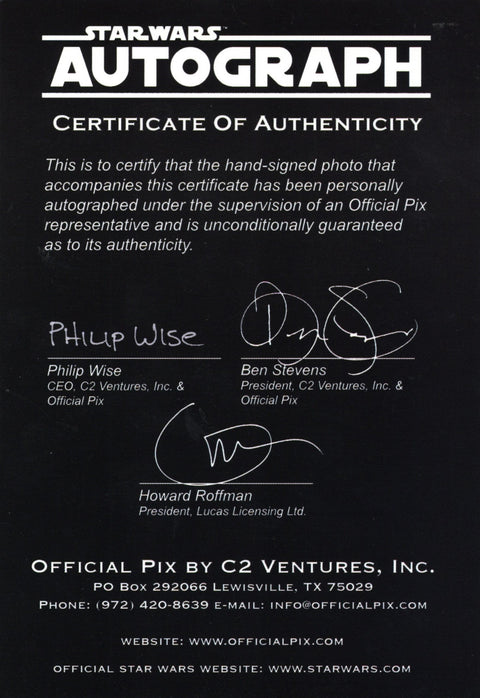 STAR WARS™
AUTOGRAPH
CERTIFICATE OF AUTHENTICITY
This is to certify that the hand-signed photo that
accompanies this certificate has been personally
autographed under the supervision of an Official Pix
representative and is unconditionally guaranteed
as to its authenticity.
PHILIP WISE
Philip Wise
CEO, C2 Ventures, Inc. &
Official Pix
Ben Stevens
President, C2 Ventures, Inc. &
Official Pix
Howard Roffman
President, Lucas Licensing Ltd.
OFFICIAL PIX BY C2 VENTURES, INC.
PO BOX 292066 LEWISVILLE, TX 75029
PHONE: (972) 420-8639 E-MAIL: INFO@OFFICIALPIX.COM
WEBSITE: WWW.OFFICIALPIX.COM
OFFICIAL STAR WARS WEBSITE: WWW.STARWARS.COM